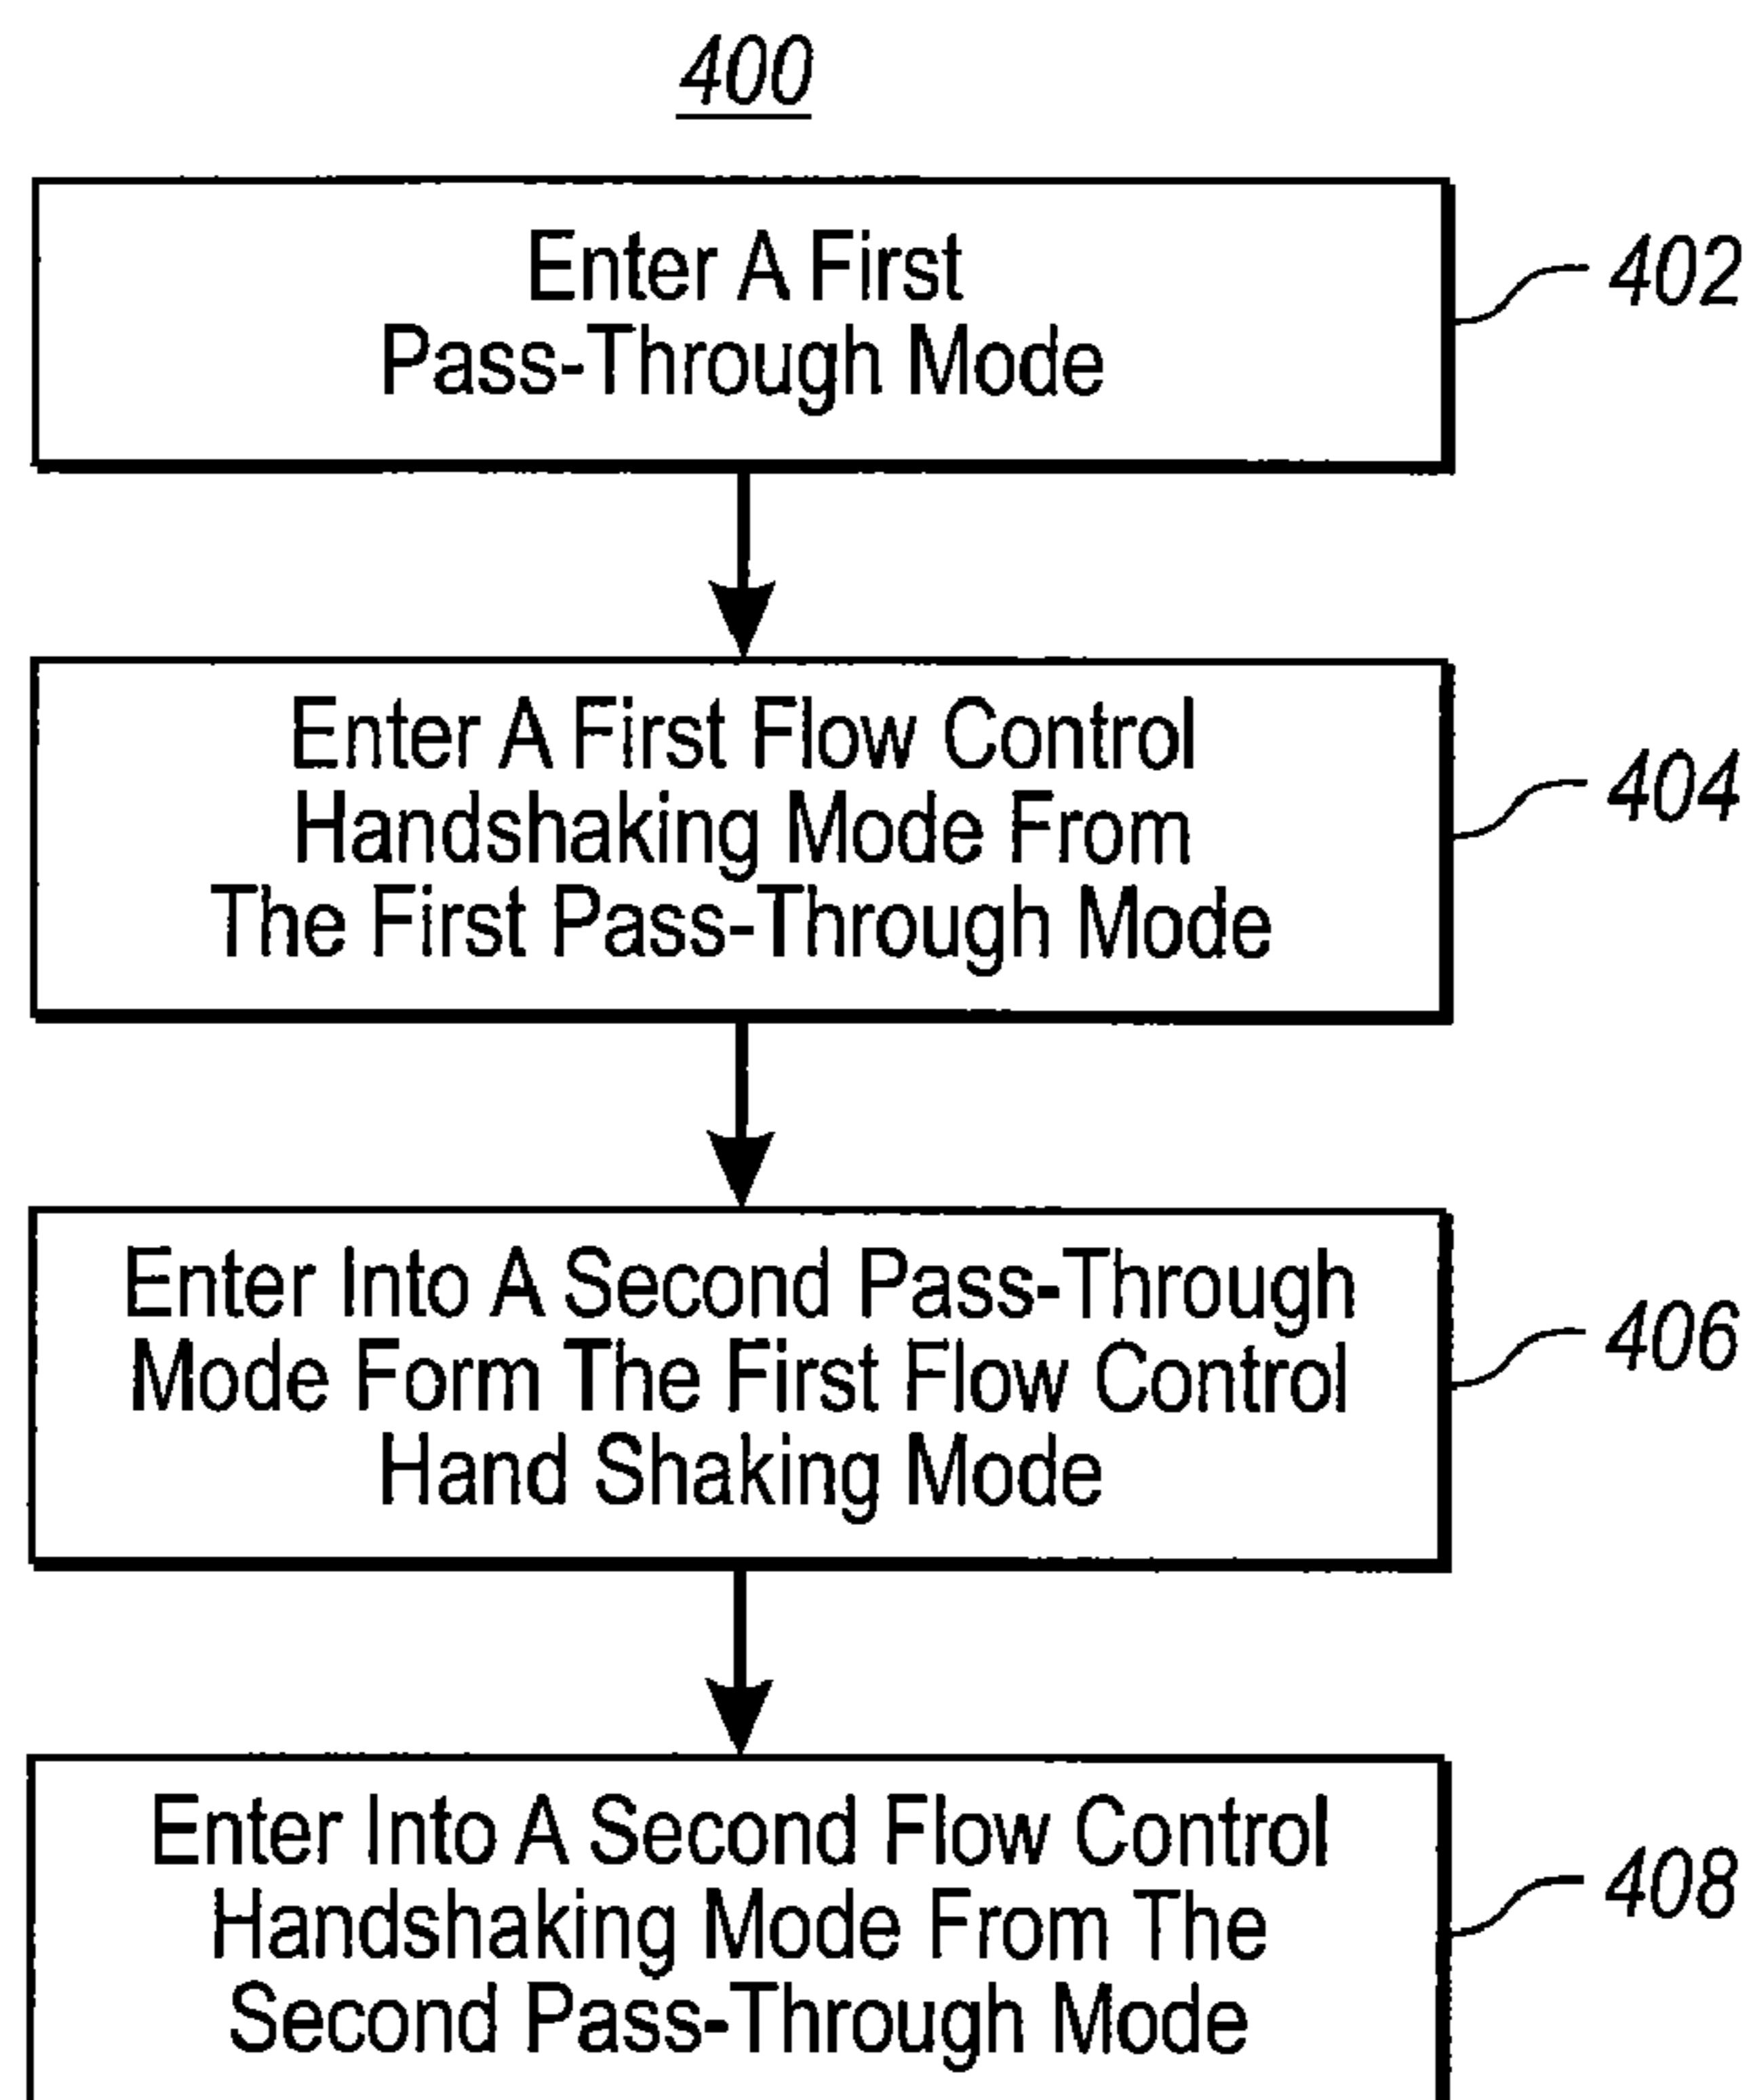 400
Enter A First
Pass-Through Mode
402
Enter A First Flow Control
Handshaking Mode From
The First Pass-Through Mode
404
Enter Into A Second Pass-Through
Mode Form The First Flow Control
Hand Shaking Mode
406
Enter Into A Second Flow Control
Handshaking Mode From The
Second Pass-Through Mode
408